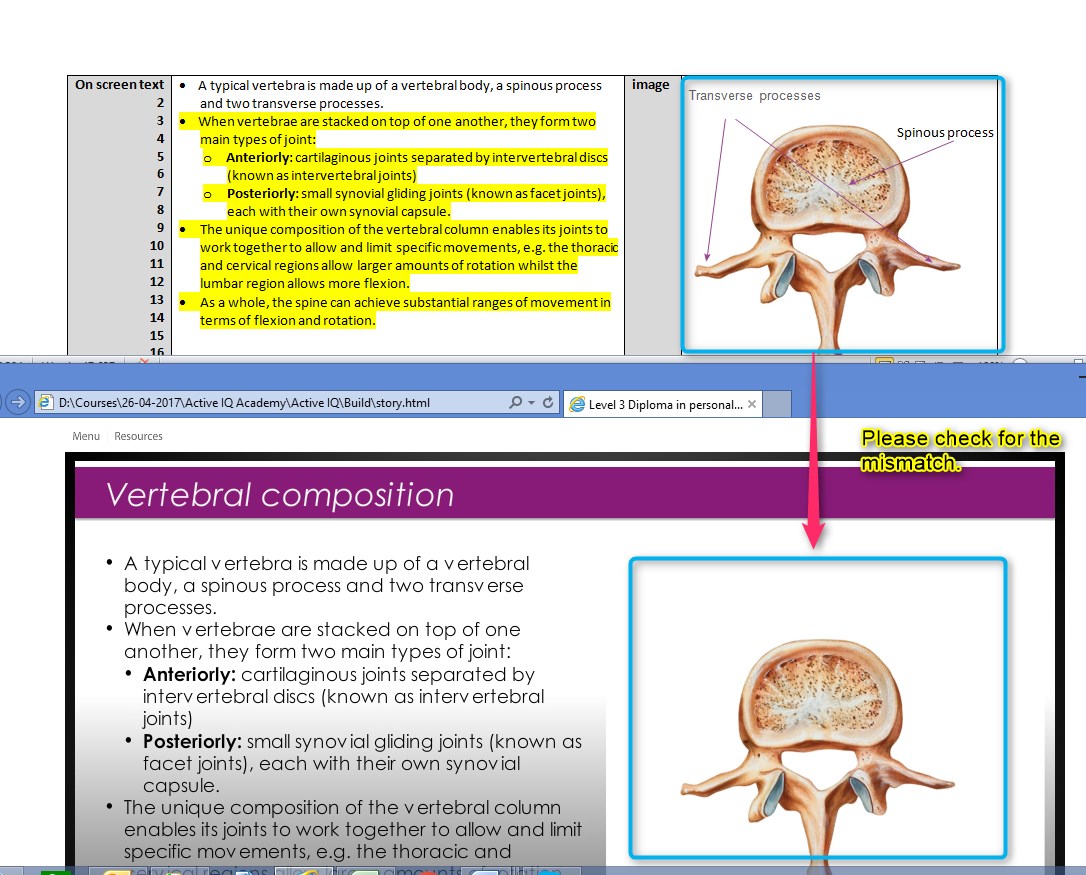 On screen text
2
3
4
5
6
7
8
9
10
11
12
13
14
15
16
• A typical vertebra is made up of a vertebral body, a spinous process
and two transverse processes.
• When vertebrae are stacked on top of one another, they form two
main types of joint:
o Anteriorly: cartilaginous joints separated by intervertebral discs
(known as intervertebral joints)
o Posteriorly: small synovial gliding joints (known as facet joints),
each with their own synovial capsule.
• The unique composition of the vertebral column enables its joints to
work together to allow and limit specific movements, e.g. the thoracic
and cervical regions allow larger amounts of rotation whilst the
lumbar region allows more flexion.
• As a whole, the spine can achieve substantial ranges of movement in
terms of flexion and rotation.
image
Transverse processes
Spinous process
D:\Courses\26-04-2017\Active IQ Academy\Active IQ\Build\story.html
Level 3 Diploma in personal...
Menu Resources
Please check for the
mismatch.
Vertebral composition
• A typical vertebra is made up of a vertebral
body, a spinous process and two transverse
processes.
• When vertebrae are stacked on top of one
another, they form two main types of joint:
• Anteriorly: cartilaginous joints separated by
intervertebral discs (known as intervertebral
joints)
• Posteriorly: small synovial gliding joints (known as
facet joints), each with their own synovial
capsule.
• The unique composition of the vertebral column
enables its joints to work together to allow and limit
specific movements, e.g. the thoracic and